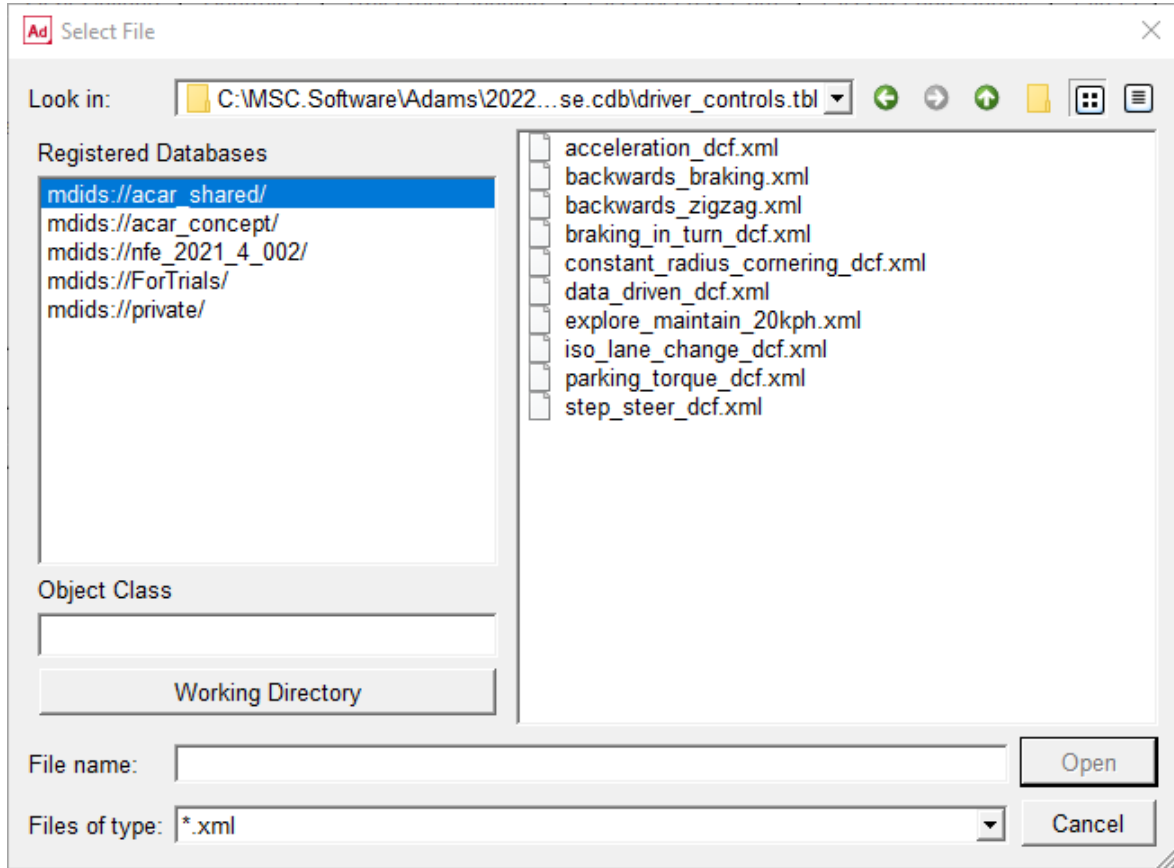 Ad Select File
Look in:
C:\MSC.Software\Adams\2022...se.cdb\driver_controls.tbl
Registered Databases
mdids://acar_shared/
mdids://acar_concept/
mdids://nfe_2021_4_002/
mdids://ForTrials/
mdids://private/
Object Class
Working Directory
acceleration_dcf.xml
backwards_braking.xml
backwards_zigzag.xml
braking_in_turn_dcf.xml
constant_radius_cornering_dcf.xml
data_driven_dcf.xml
explore_maintain_20kph.xml
iso_lane_change_dcf.xml
parking_torque_dcf.xml
step_steer_dcf.xml
File name:
Open
Files of type:
*.xml
Cancel